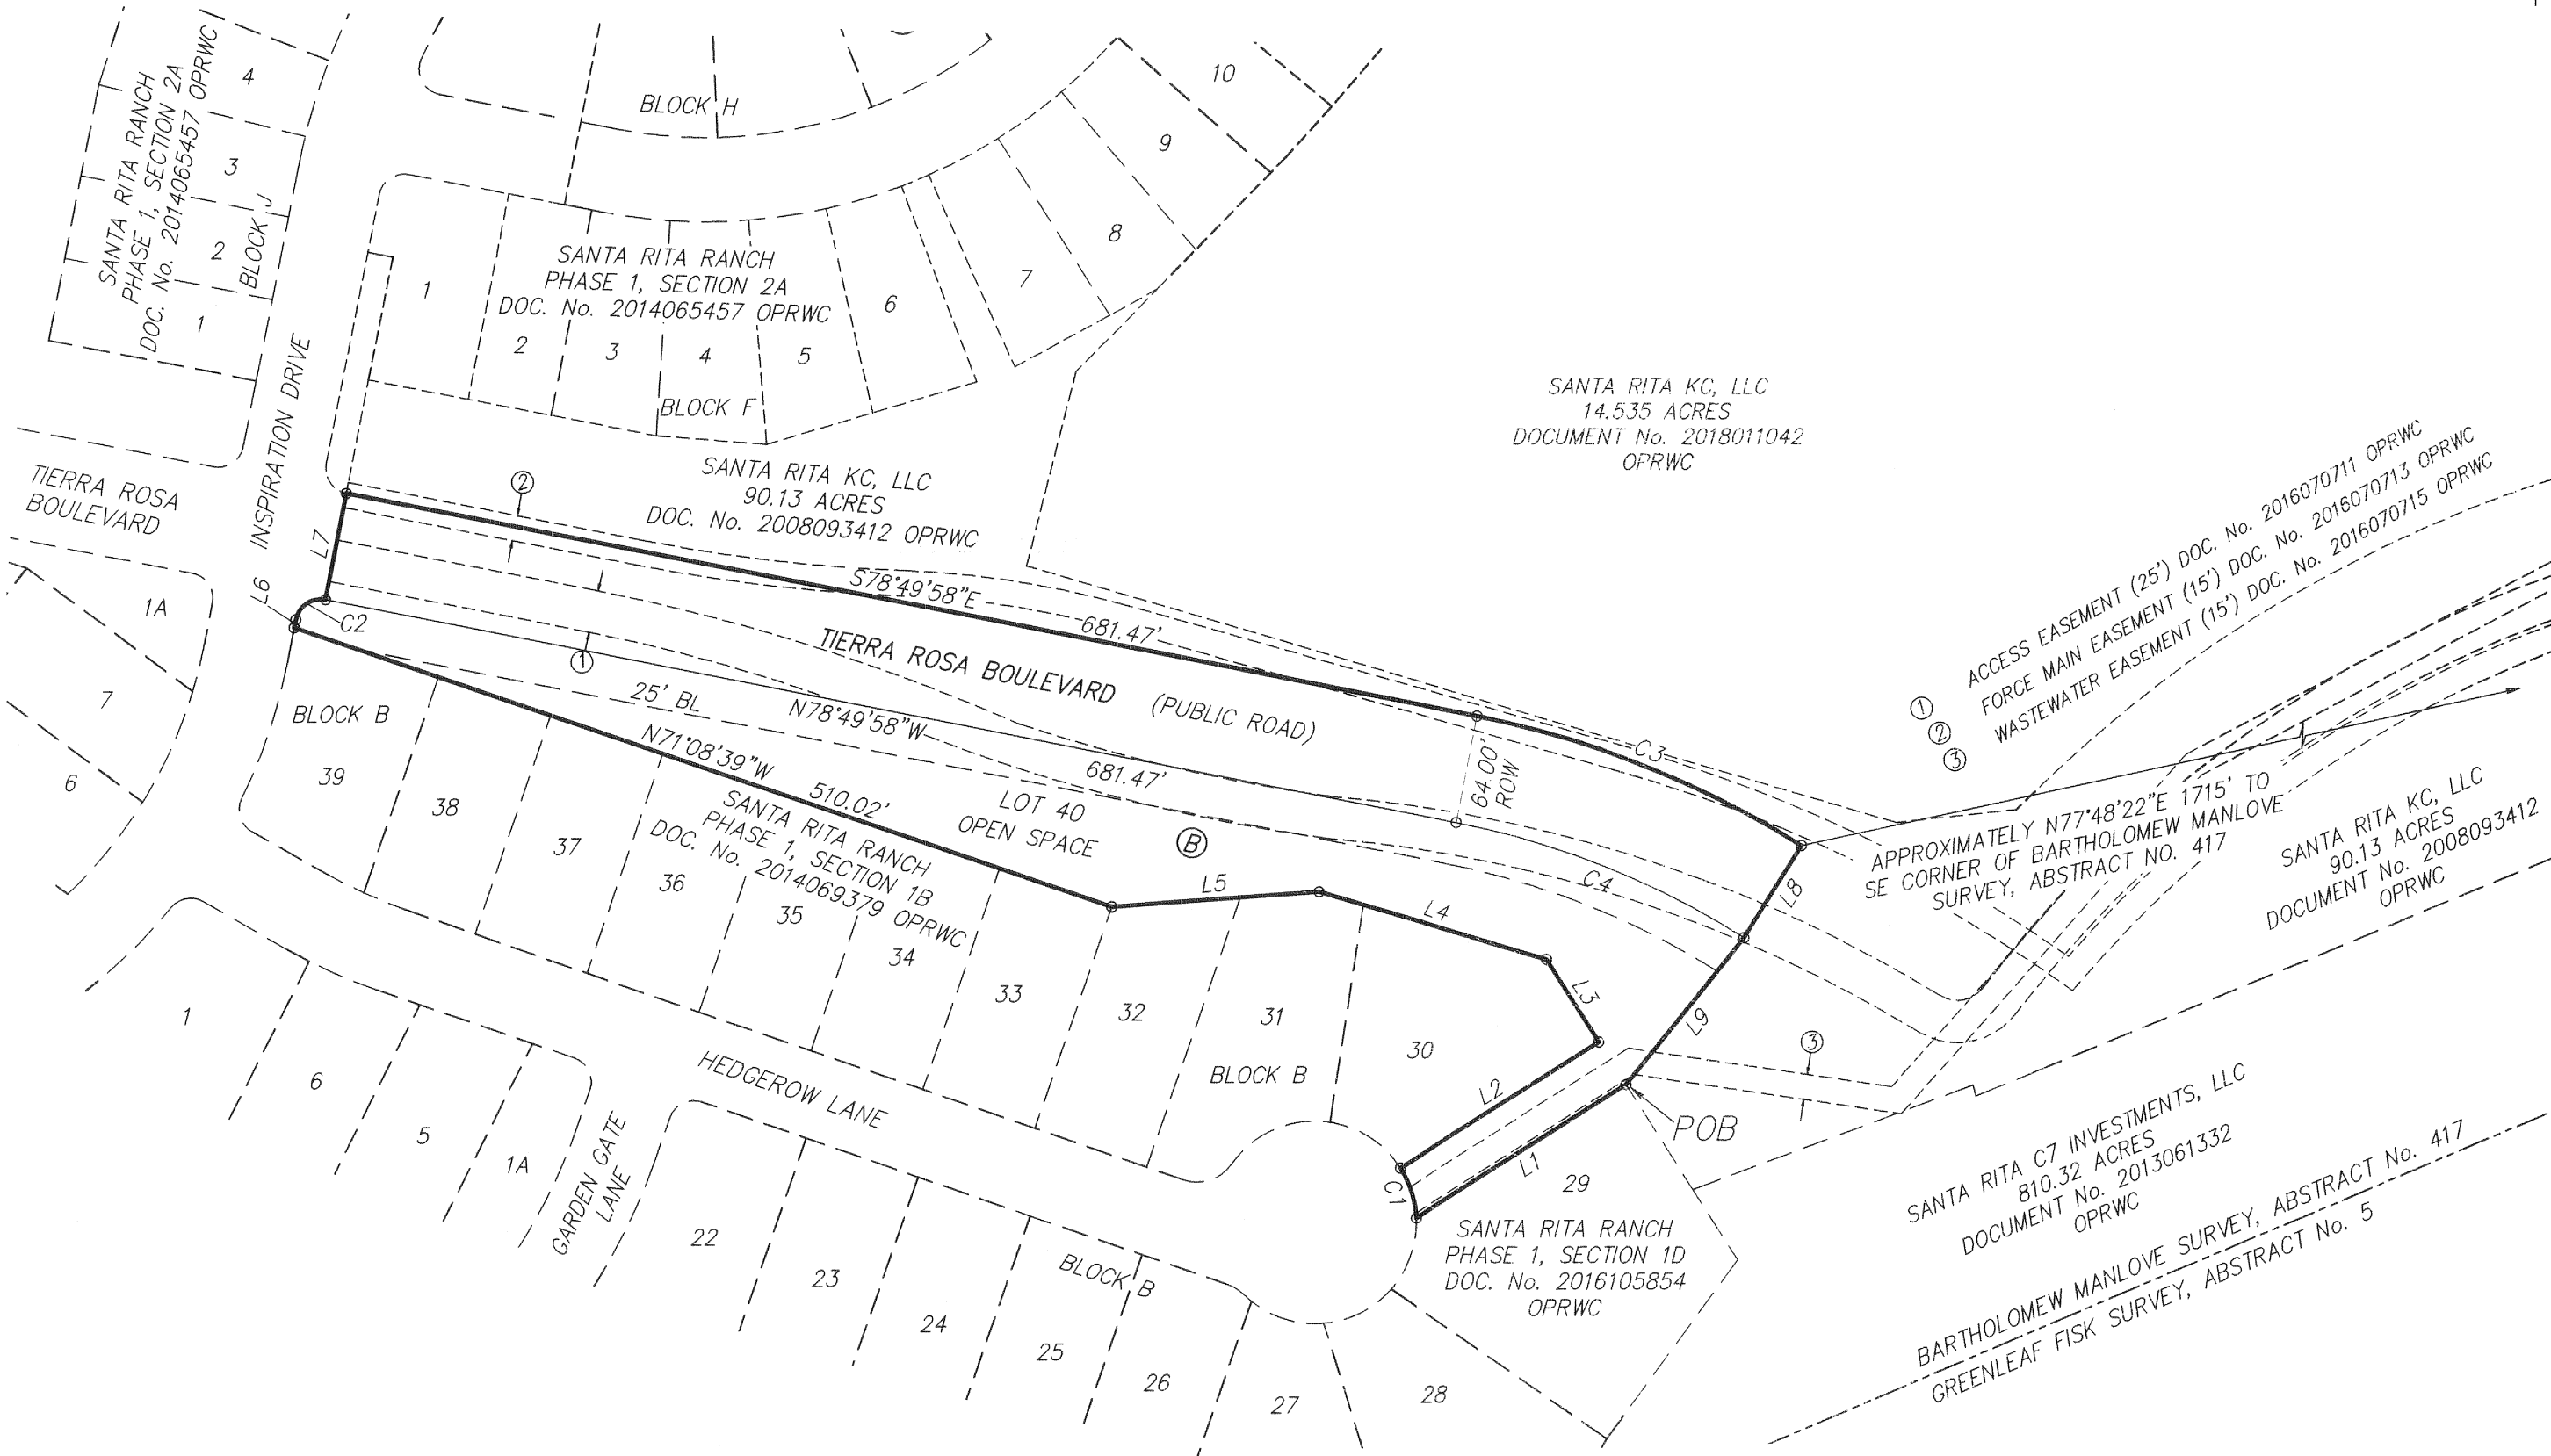 SANTA RITA RANCH
PHASE 1, SECTION 2A
DOC. No. 2014065457 OPRWC
4
3
2
1
BLOCK J
BLOCK H
10
9
8
7
6
SANTA RITA RANCH
PHASE 1, SECTION 2A
DOC. No. 2014065457 OPRWC
1
2
3
4
5
BLOCK F
INSPIRATION DRIVE
TIERRA ROSA
BOULEVARD
SANTA RITA KC, LLC
90.13 ACRES
DOC. No. 2008093412 OPRWC
SANTA RITA KC, LLC
14.535 ACRES
DOCUMENT No. 2018011042
OPRWC
① ACCESS EASEMENT (25') DOC. No. 2016070711 OPRWC
② FORCE MAIN EASEMENT (15') DOC. No. 2016070713 OPRWC
③ WASTEWATER EASEMENT (15') DOC. No. 2016070715 OPRWC
②
L7
L6
C2
①
S78°49'58"E
681.47'
TIERRA ROSA BOULEVARD (PUBLIC ROAD)
25' BL
N78°49'58"W
681.47'
N71°08'39"W
510.02'
64.00'
ROW
C3
C4
LOT 40
OPEN SPACE
B
L5
L4
L3
L8
L9
L2
L1
C1
POB
③
APPROXIMATELY N77°48'22"E 1715' TO
SE CORNER OF BARTHOLOMEW MANLOVE
SURVEY, ABSTRACT NO. 417
SANTA RITA KC, LLC
90.13 ACRES
DOCUMENT No. 2008093412
OPRWC
1A
7
6
BLOCK B
39
38
37
36
35
34
33
32
31
30
SANTA RITA RANCH
PHASE 1, SECTION 1B
DOC. No. 2014069379 OPRWC
BLOCK B
HEDGEROW LANE
1
6
5
1A
GARDEN GATE
LANE
22
23
24
25
26
27
28
BLOCK B
29
SANTA RITA RANCH
PHASE 1, SECTION 1D
DOC. No. 2016105854
OPRWC
SANTA RITA C7 INVESTMENTS, LLC
810.32 ACRES
DOCUMENT No. 2013061332
OPRWC
BARTHOLOMEW MANLOVE SURVEY, ABSTRACT No. 417
GREENLEAF FISK SURVEY, ABSTRACT No. 5